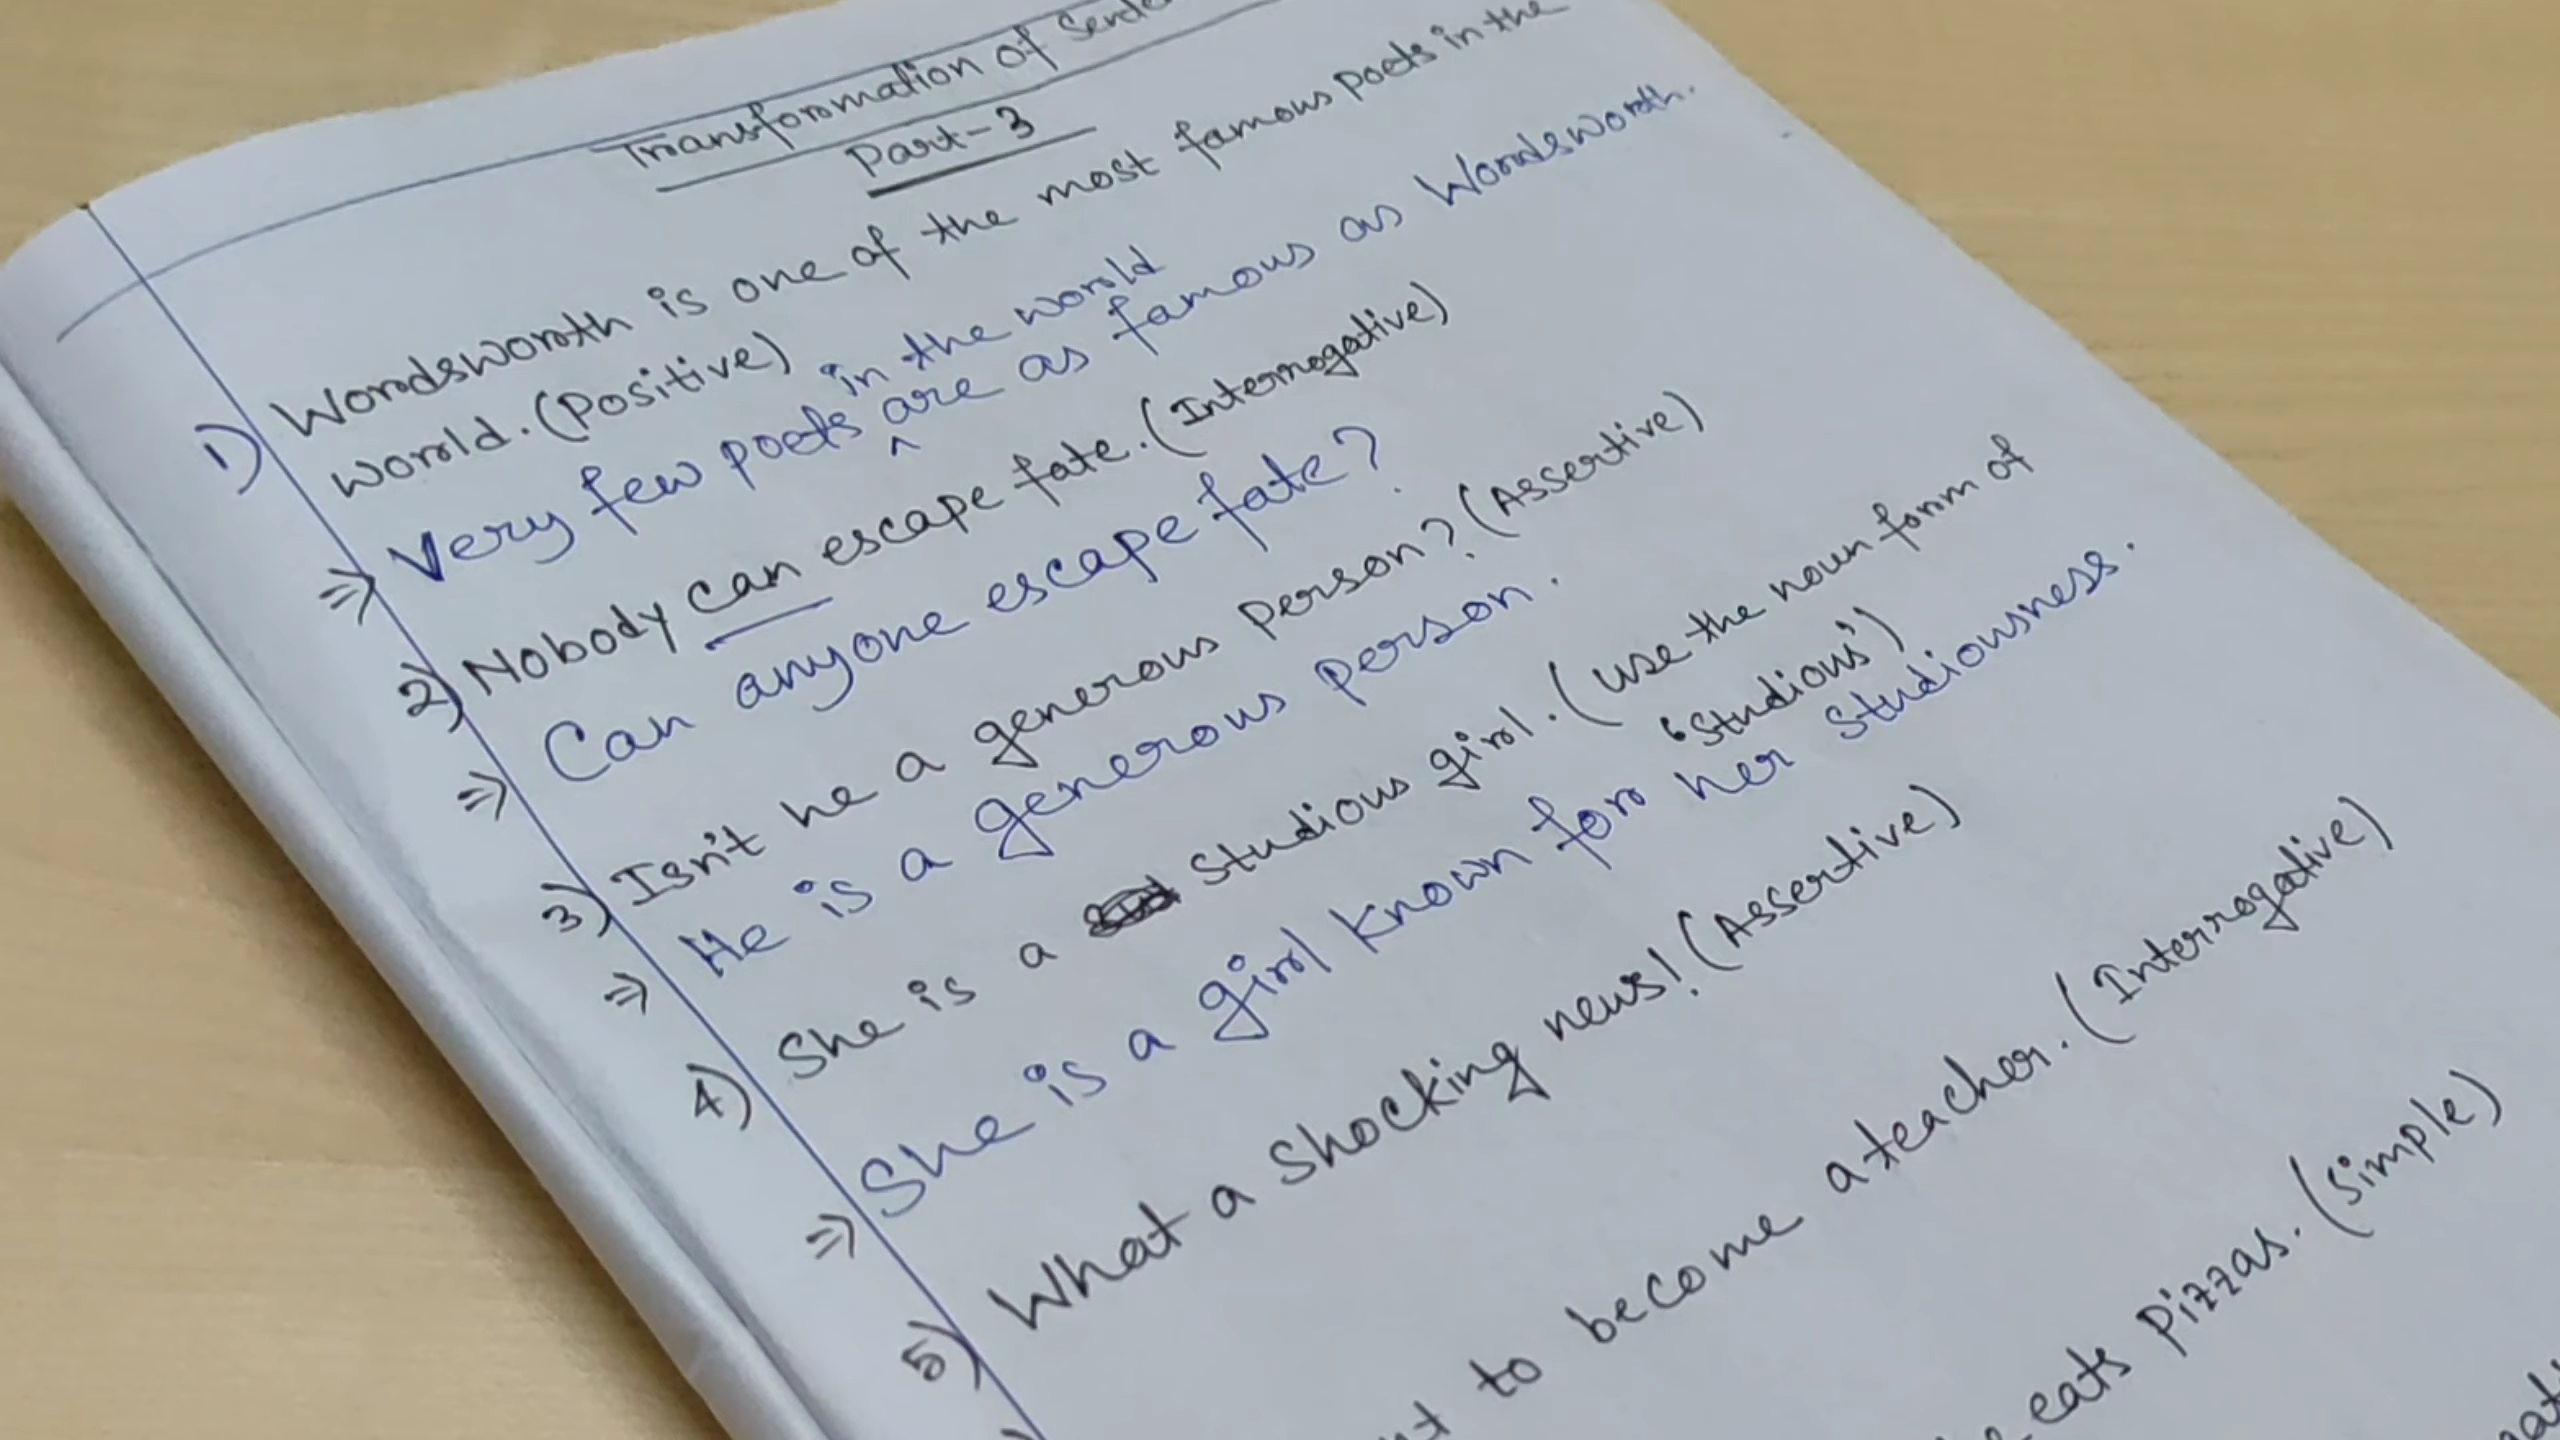 Transformation of
Part-3
1) Wordsworth is one of the most famous poets in the
world. (Positive)
in the world
⇒ Very few poets ^ are as famous as Wordsworth.
2) Nobody can escape fate. (Interrogative)
⇒ Can anyone escape fate?
3) Isn't he a generous person? (Assertive)
⇒ He is a generous person.
4) She is a studious girl. (Use the noun form of
'studious')
⇒ She is a girl known for her studiousness.
5) What a shocking news! (Assertive)
to become a teacher. (Interrogative)
eats pizzas. (Simple)